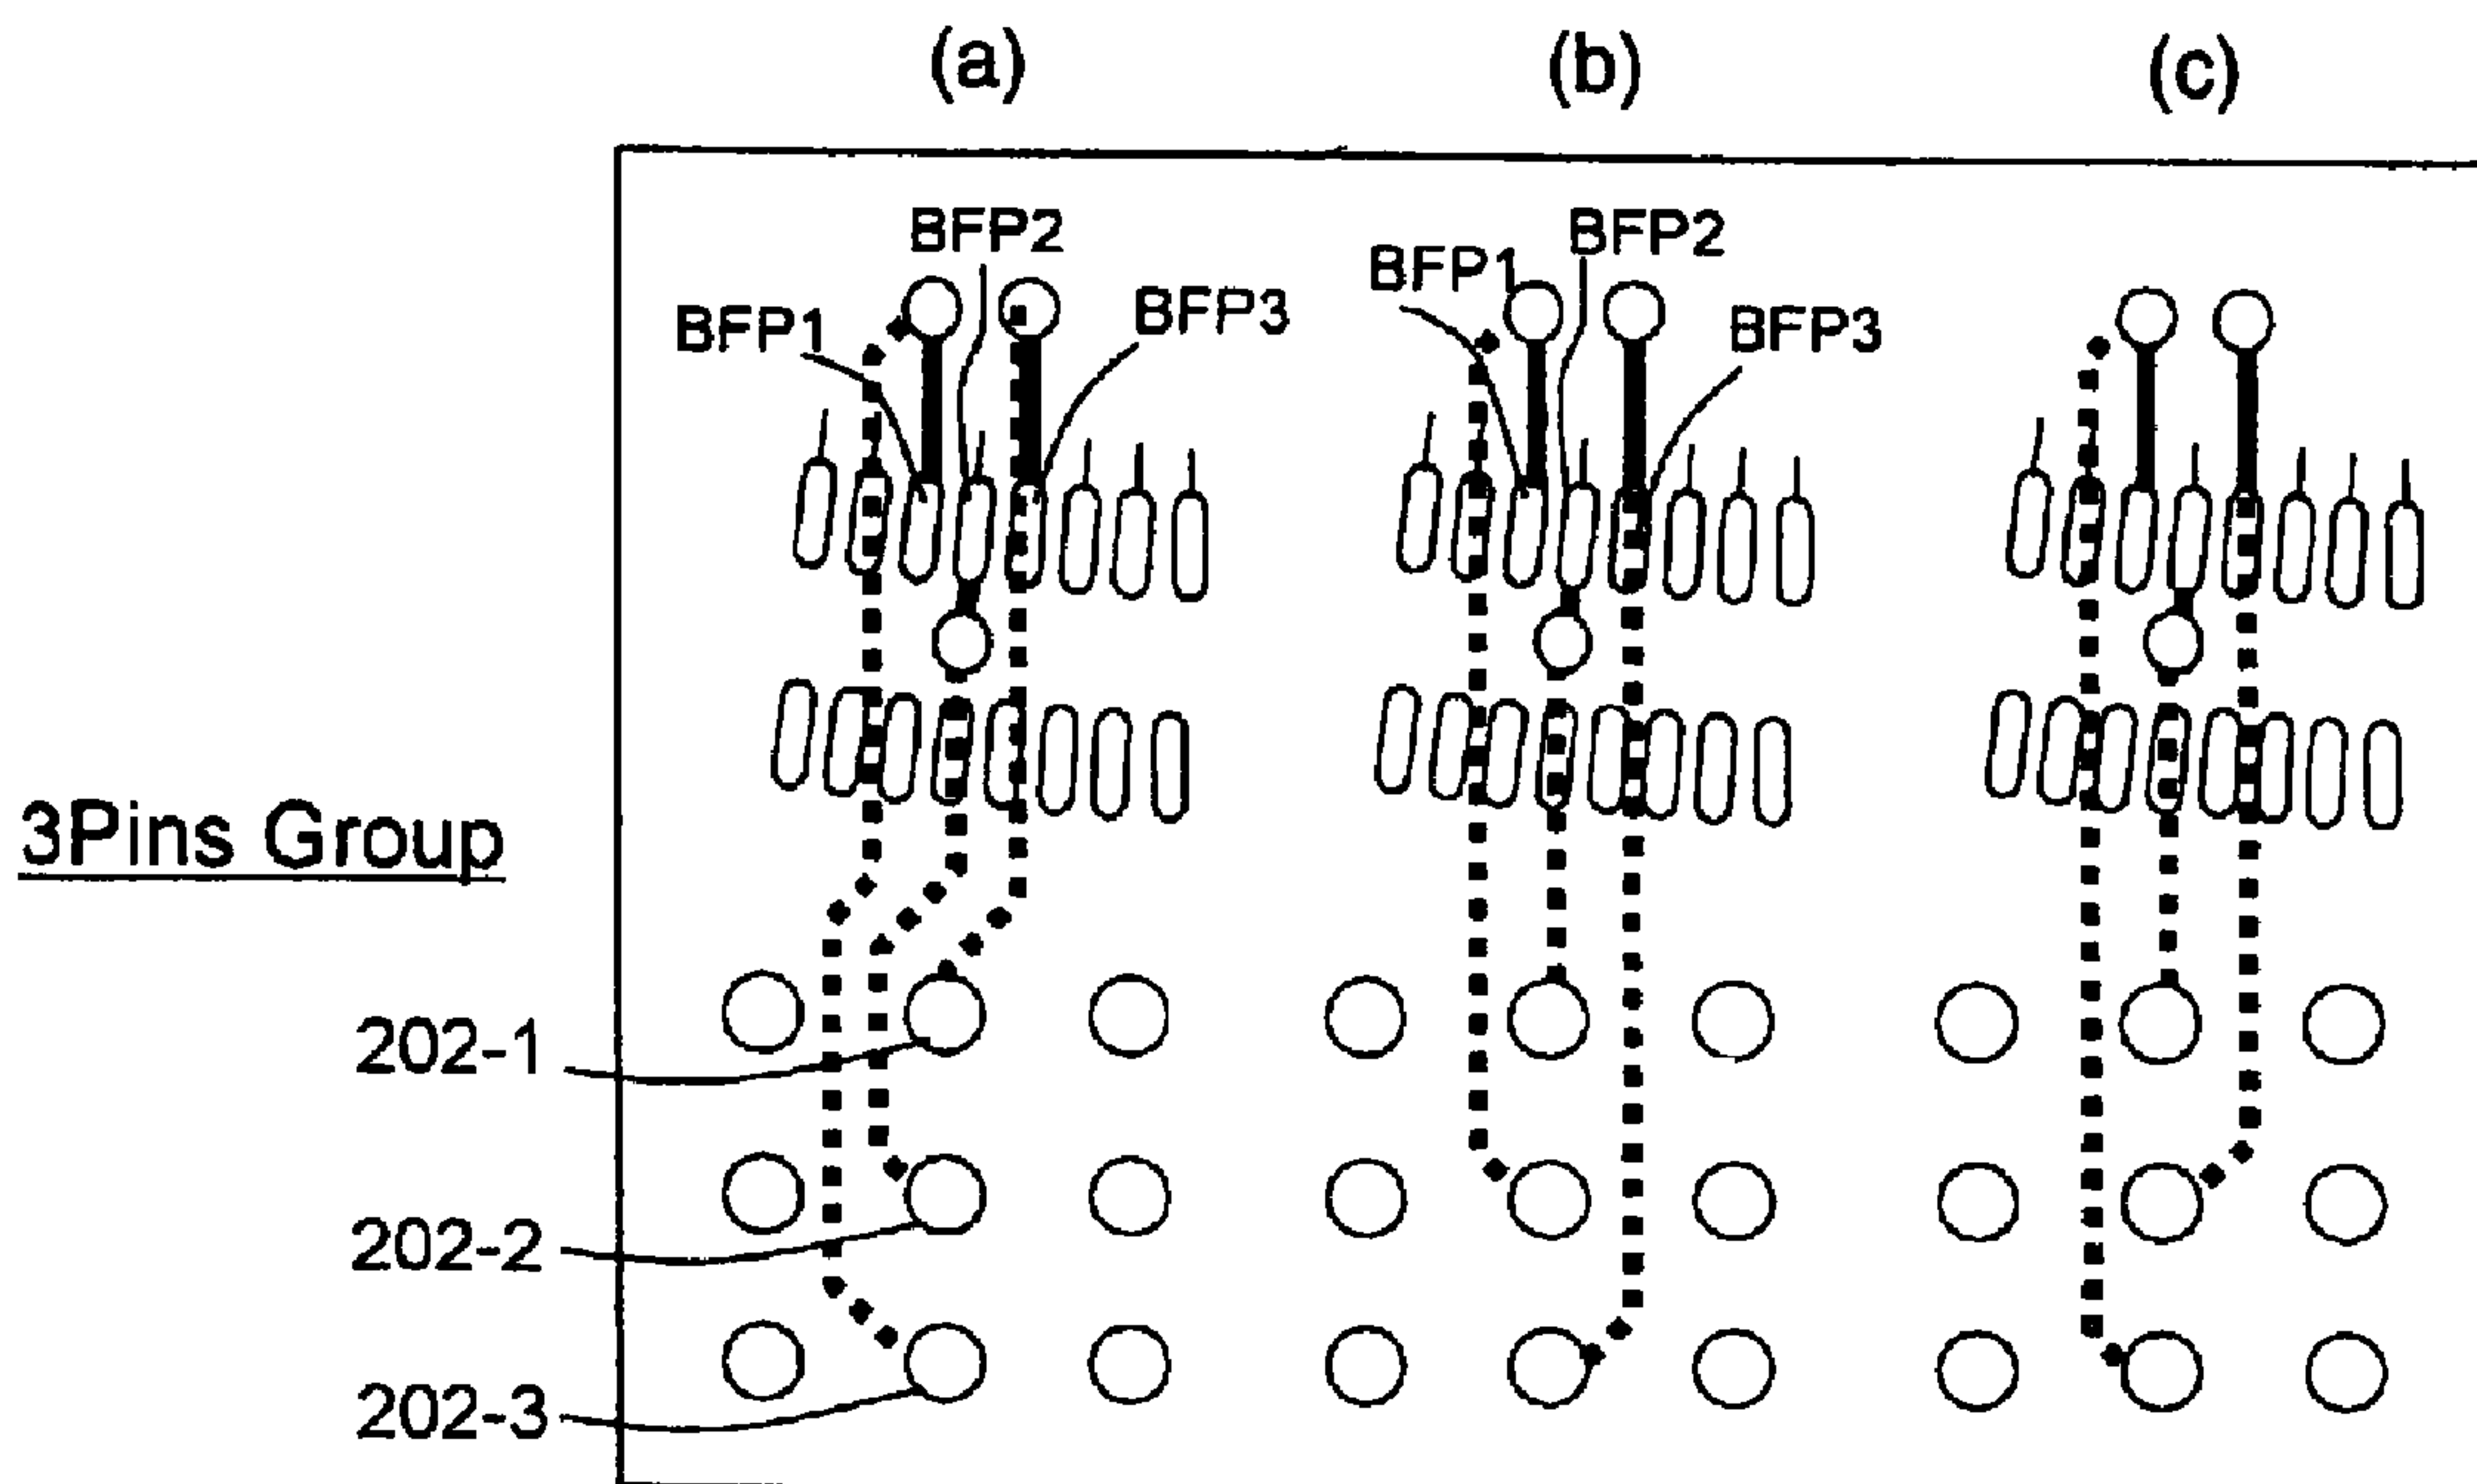 (a) (b) (c)
BFP2 BFP2
BFP1
BFP1 BFP3 BFP3
3Pins Group
202-1
202-2
202-3